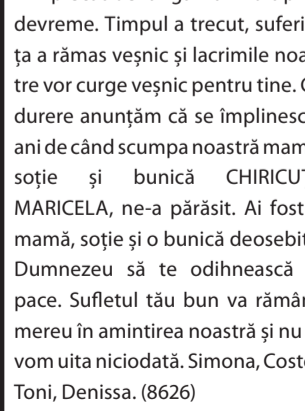 devreme. Timpul a trecut, suferi
ța a rămas veșnic și lacrimile noa
tre vor curge veșnic pentru tine.
durere anunțăm că se împlinesc
ani de când scumpa noastră mam
soție și bunică CHIRICUT
MARICELA, ne-a părăsit. Ai fost
mamă, soție și o bunică deosebit
Dumnezeu să te odihnească
pace. Sufletul tău bun va rămân
mereu în amintirea noastră și nu
vom uita niciodată. Simona, Coste
Toni, Denissa. (8626)